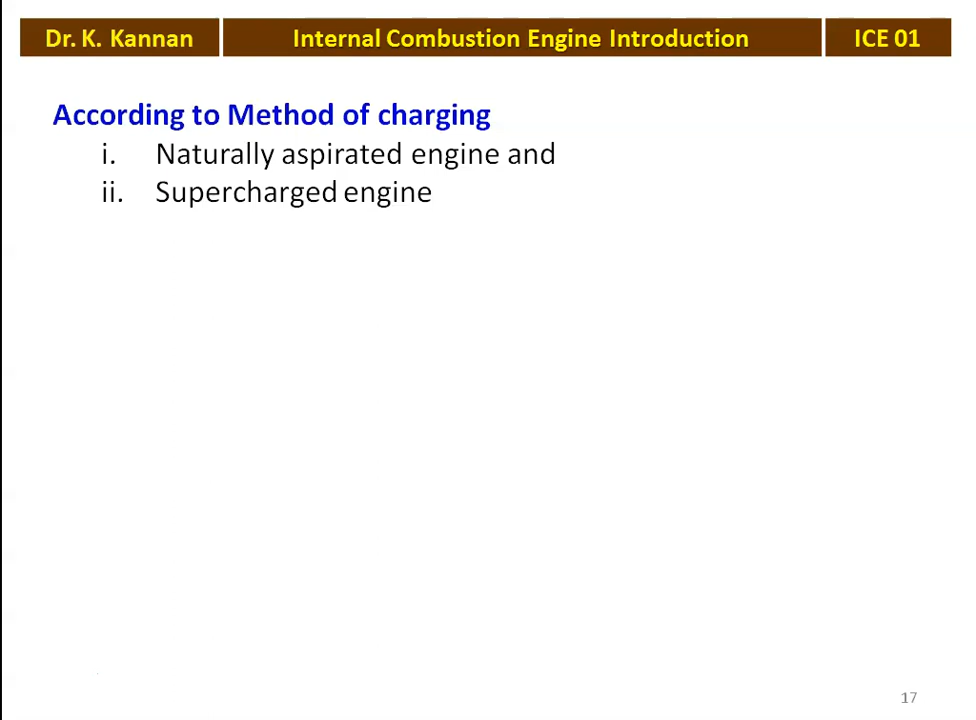 Dr. K. Kannan
Internal Combustion Engine Introduction
ICE 01
According to Method of charging
i. Naturally aspirated engine and
ii. Supercharged engine
17